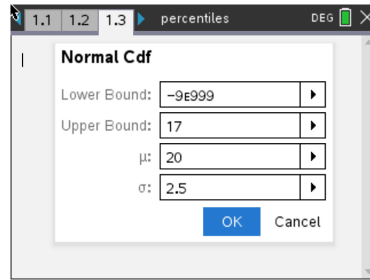 1.1 1.2 1.3 percentiles DEG
Normal Cdf
Lower Bound: -9E999
Upper Bound: 17
μ: 20
σ: 2.5
OK Cancel